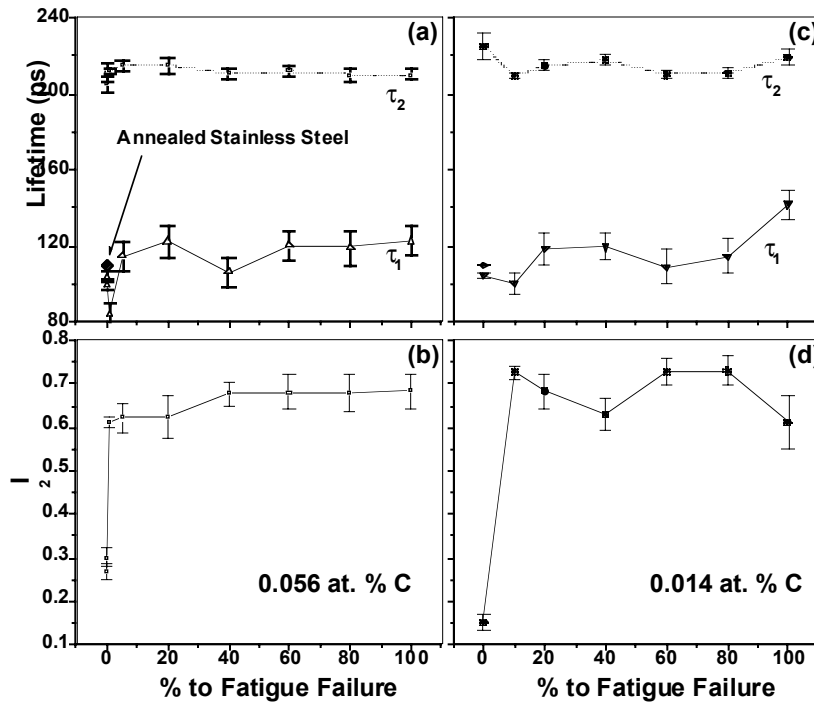 240
200
160
120
80
Lifetime (ps)
(a)
τ2
Annealed Stainless Steel
τ1
(c)
τ2
τ1
0.8
0.7
0.6
0.5
0.4
0.3
0.2
0.1
I2
(b)
0.056 at. % C
(d)
0.014 at. % C
0 20 40 60 80 100
0 20 40 60 80 100
% to Fatigue Failure
% to Fatigue Failure